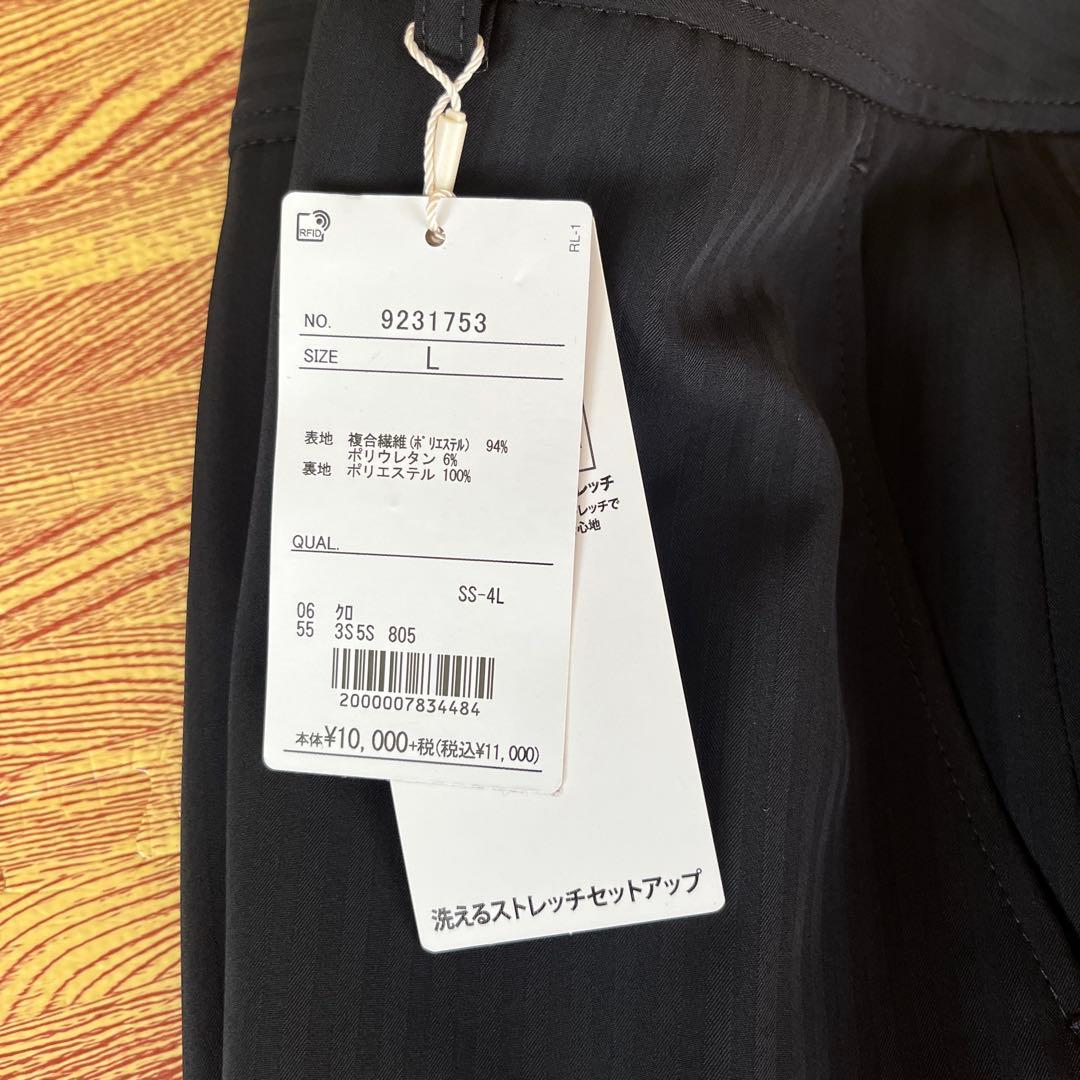 RFID
RL-1
NO. 9231753
SIZE L
表地 複合繊維(ポリエステル) 94%
ポリウレタン 6%
裏地 ポリエステル 100%
QUAL.
SS-4L
06 クロ
55 3S5S 805
2000007834484
本体¥10,000+税(税込¥11,000)
レッチ
レッチで
心地
洗えるストレッチセットアップ